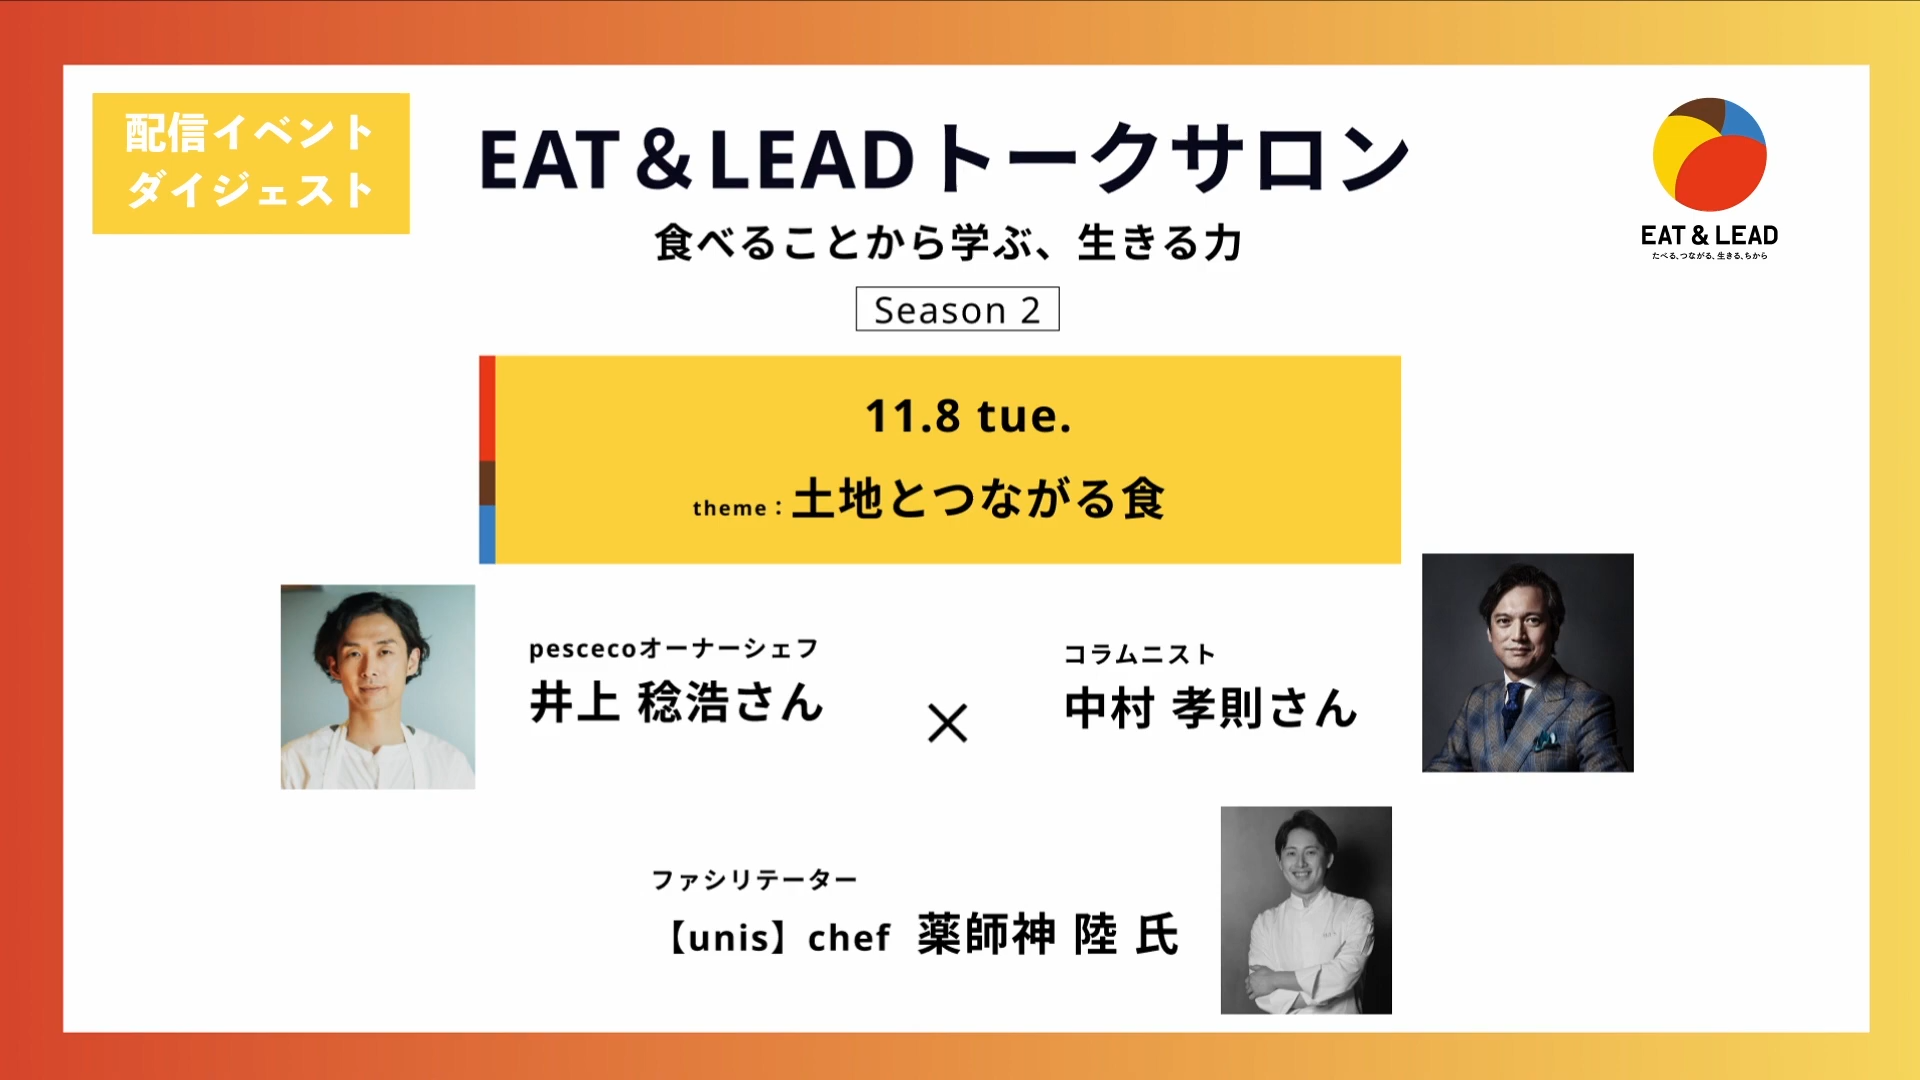 配信イベント
ダイジェスト
EAT＆LEADトークサロン
食べることから学ぶ、生きる力
Season 2
EAT & LEAD
たべる、つながる、生きる、ちから
11.8 tue.
theme：土地とつながる食
pescecoオーナーシェフ
井上 稔浩さん
×
コラムニスト
中村 孝則さん
ファシリテーター
【unis】chef 薬師神 陸 氏